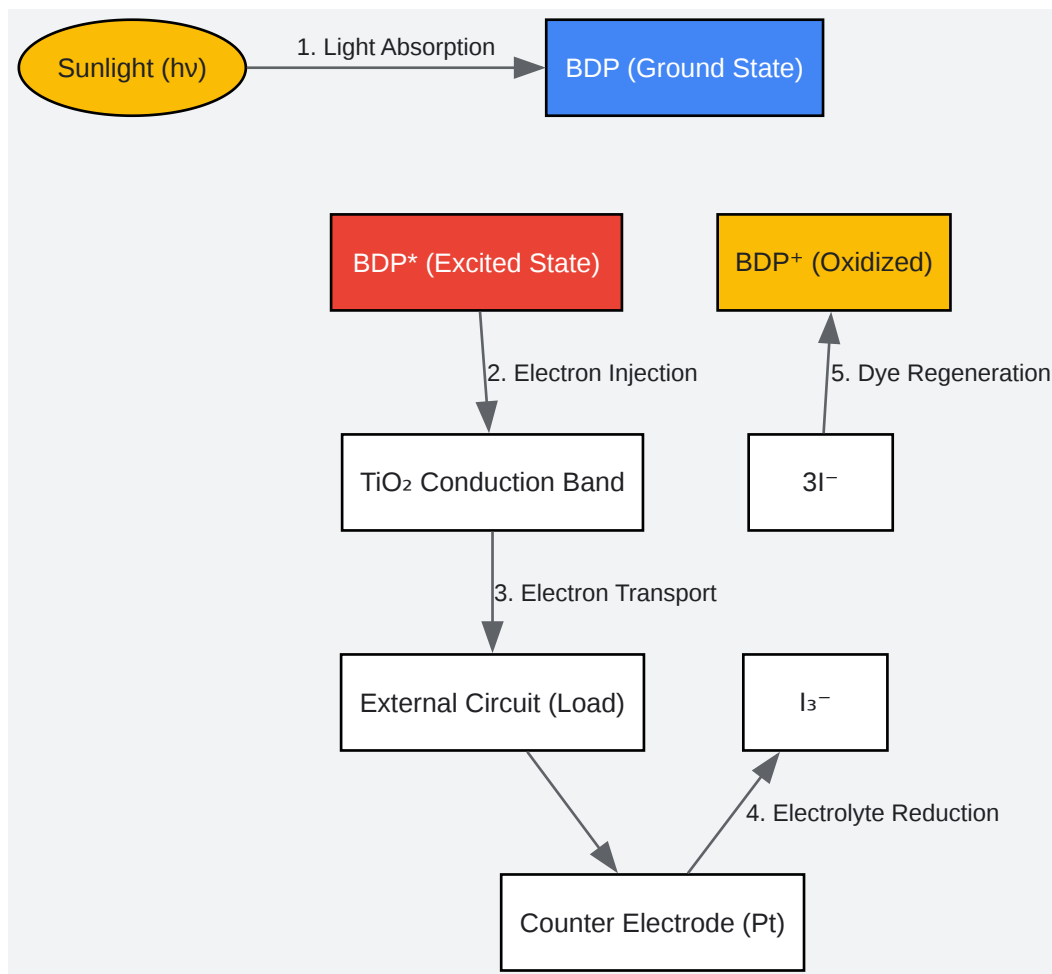 Sunlight (hν)
1. Light Absorption
BDP (Ground State)
BDP* (Excited State)
BDP⁺ (Oxidized)
2. Electron Injection
5. Dye Regeneration
TiO₂ Conduction Band
3I⁻
3. Electron Transport
External Circuit (Load)
I₃⁻
4. Electrolyte Reduction
Counter Electrode (Pt)